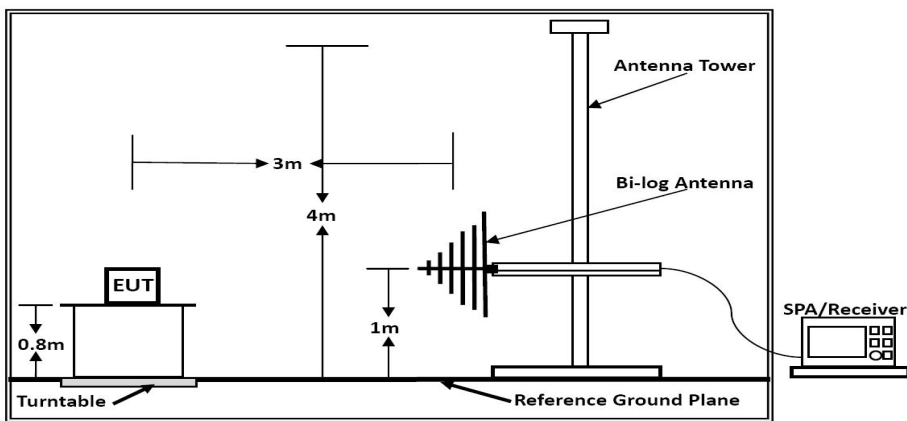 Antenna Tower
3m
Bi-log Antenna
4m
EUT
SPA/Receiver
0.8m
1m
Turntable
Reference Ground Plane